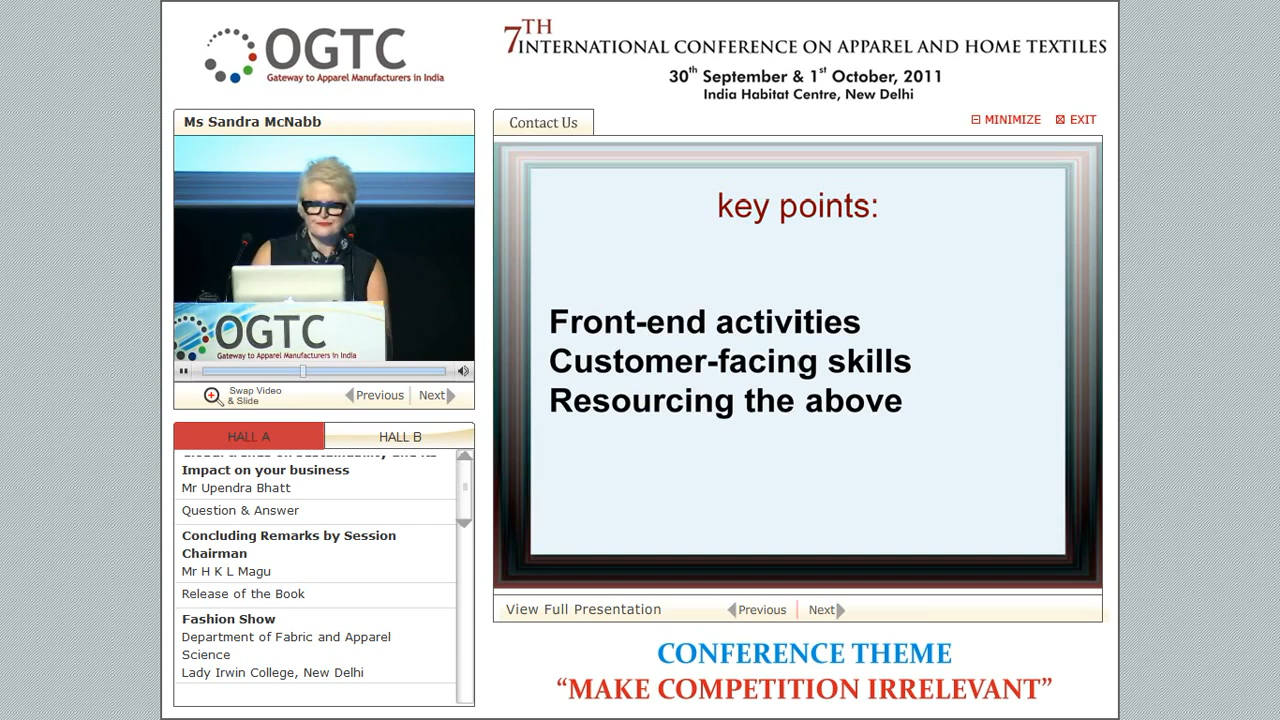 OGTC
Gateway to Apparel Manufacturers in India
7TH INTERNATIONAL CONFERENCE ON APPAREL AND HOME TEXTILES
30th September & 1st October, 2011
India Habitat Centre, New Delhi
Ms Sandra McNabb
OGTC
Gateway to Apparel Manufacturers in India
Swap Video
& Slide
Previous
Next
HALL A
HALL B
Impact on your business
Mr Upendra Bhatt
Question & Answer
Concluding Remarks by Session
Chairman
Mr H K L Magu
Release of the Book
Fashion Show
Department of Fabric and Apparel
Science
Lady Irwin College, New Delhi
Contact Us
MINIMIZE
EXIT
key points:
Front-end activities
Customer-facing skills
Resourcing the above
View Full Presentation
Previous
Next
CONFERENCE THEME
“MAKE COMPETITION IRRELEVANT”